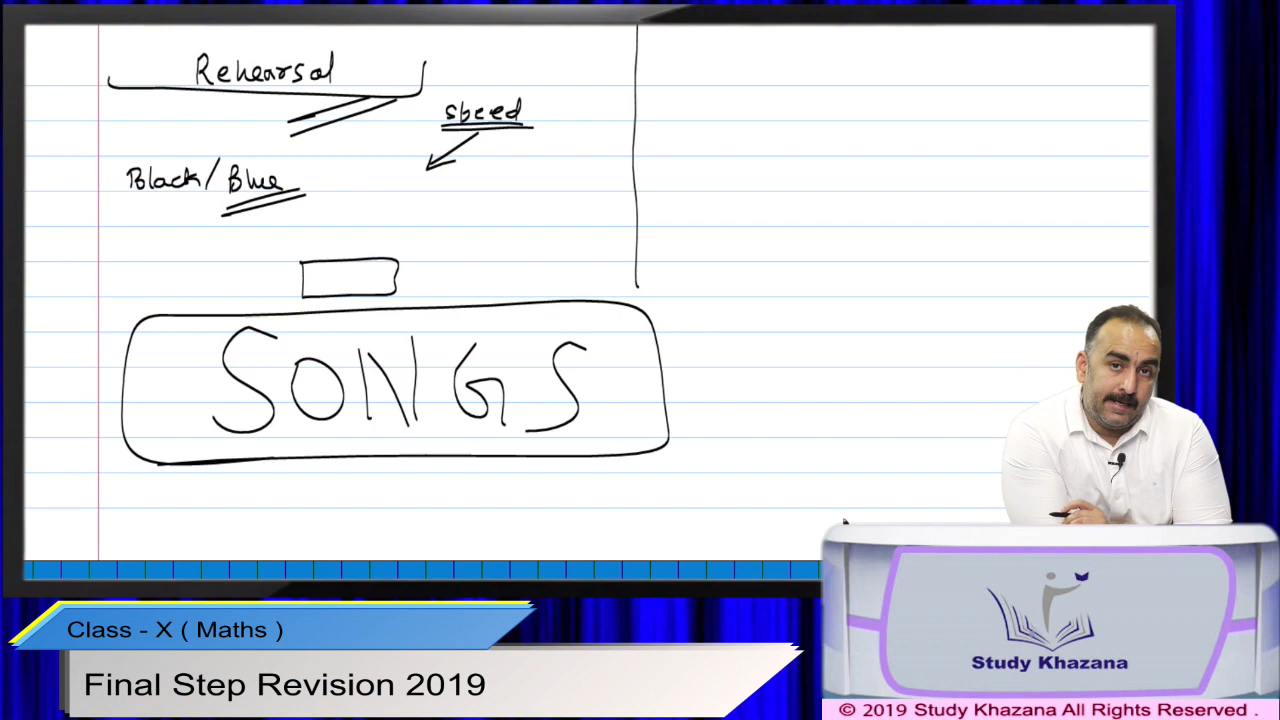 Rehearsal
speed
Black/Blue
SONGS
Class - X ( Maths )
Final Step Revision 2019
Study Khazana
© 2019 Study Khazana All Rights Reserved .